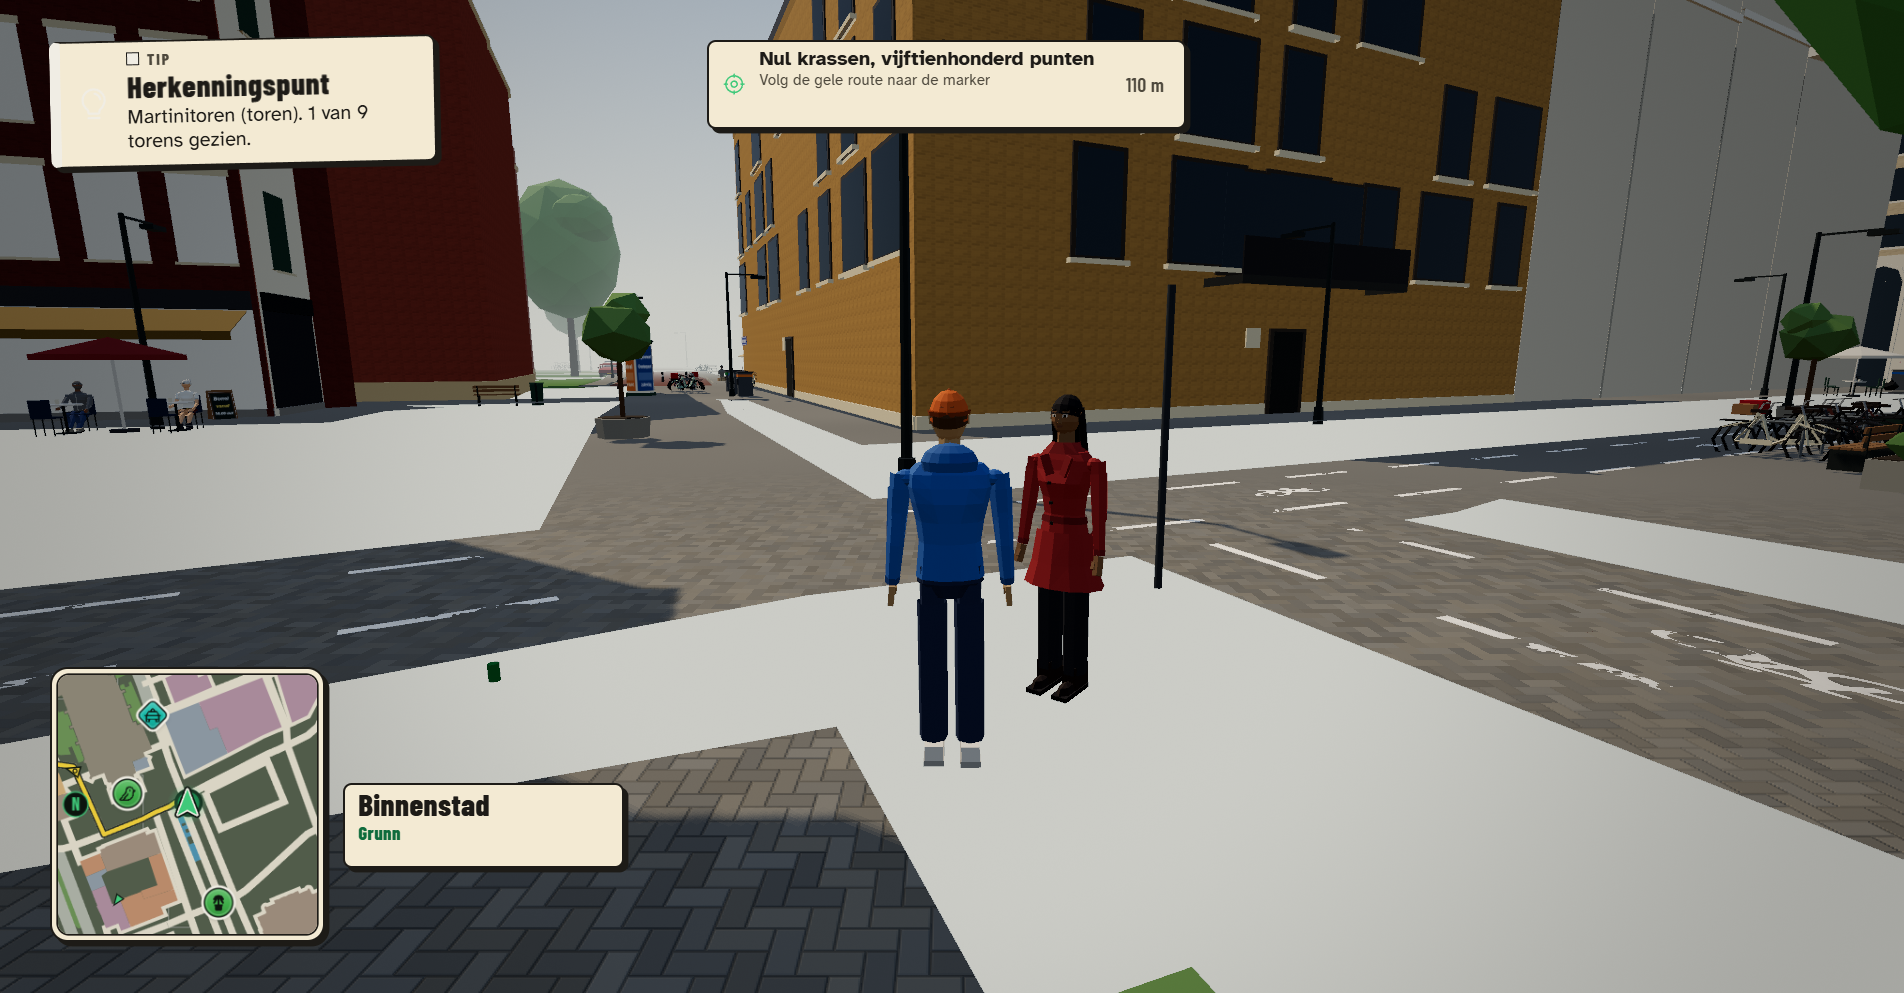 TIP
Herkenningspunt
Martinitoren (toren). 1 van 9
torens gezien.
Nul krassen, vijftienhonderd punten
Volg de gele route naar de marker
110 m
N
Binnenstad
Grunn